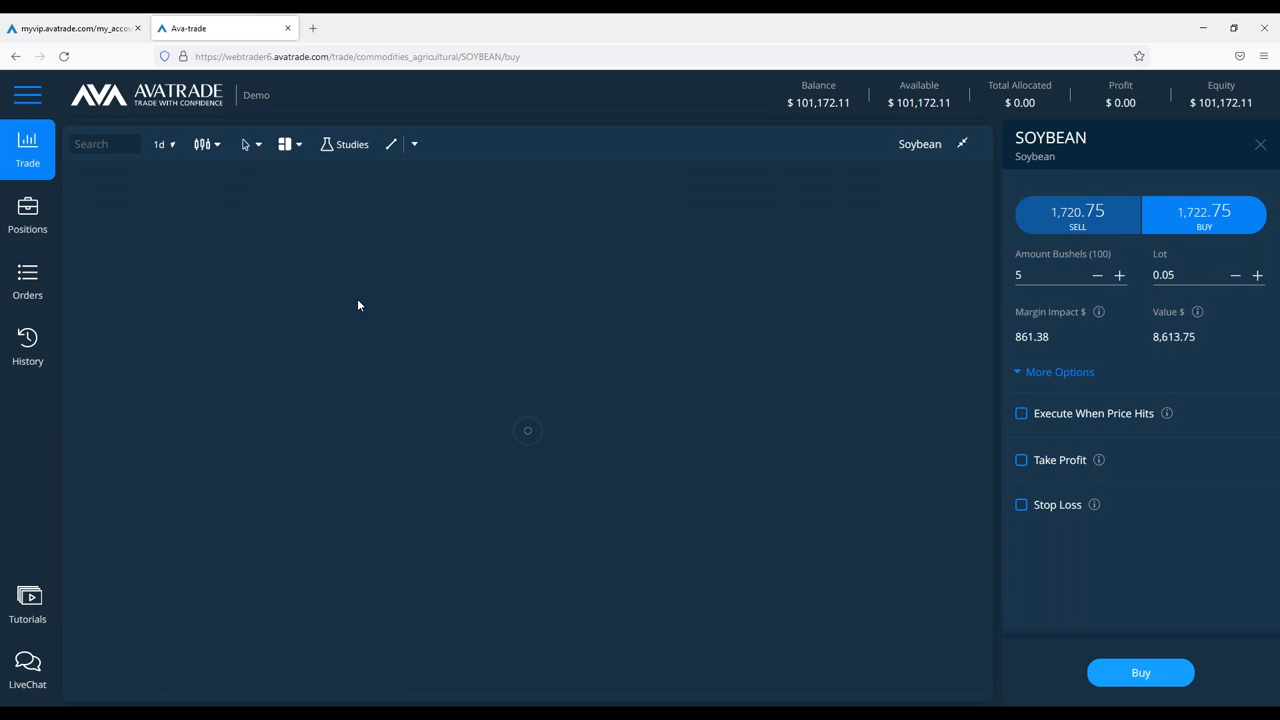 myvip.avatrade.com/my_accou
Ava-trade
https://webtrader6.avatrade.com/trade/commodities_agricultural/SOYBEAN/buy
AVATRADE
TRADE WITH CONFIDENCE
Demo
Balance
$ 101,172.11
Available
$ 101,172.11
Total Allocated
$ 0.00
Profit
$ 0.00
Equity
$ 101,172.11
Trade
Positions
Orders
History
Tutorials
LiveChat
Search
1d
Studies
Soybean
SOYBEAN
Soybean
1,720.75
SELL
1,722.75
BUY
Amount Bushels (100)
Lot
5
0.05
Margin Impact $
Value $
861.38
8,613.75
More Options
Execute When Price Hits
Take Profit
Stop Loss
Buy